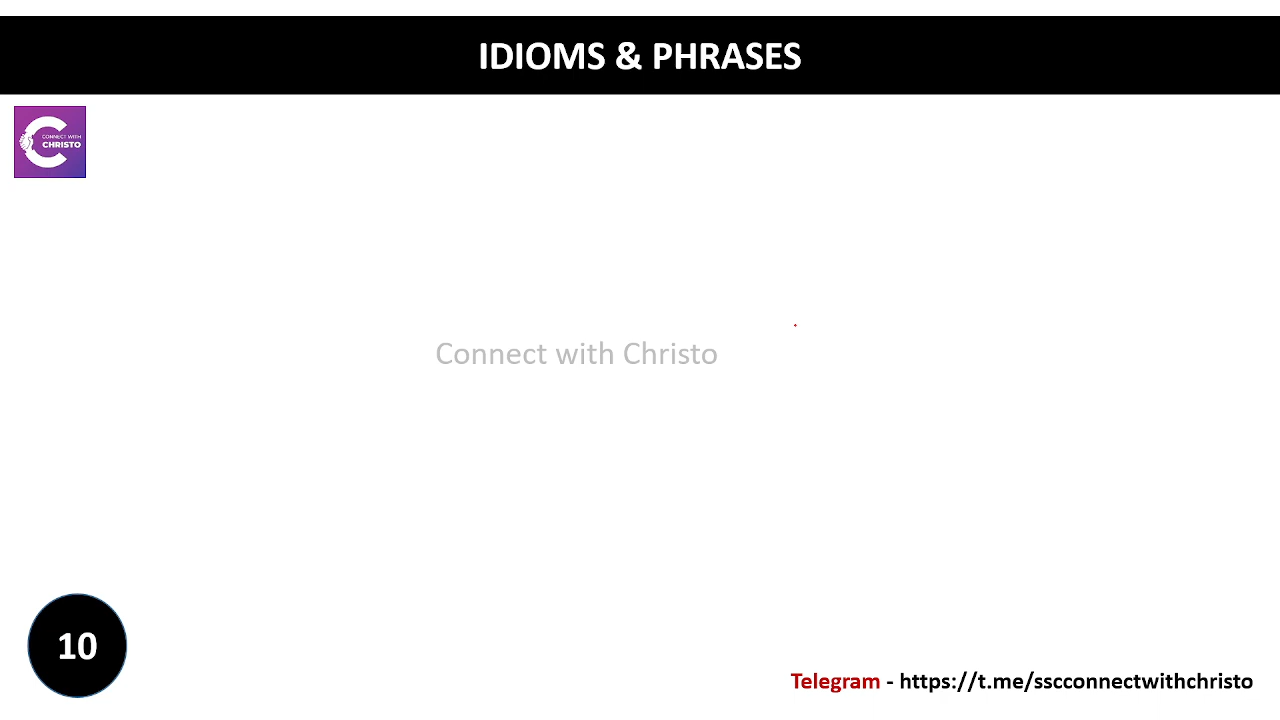 IDIOMS & PHRASES
CONNECT WITH
CHRISTO
Connect with Christo
10
Telegram - https://t.me/sscconnectwithchristo